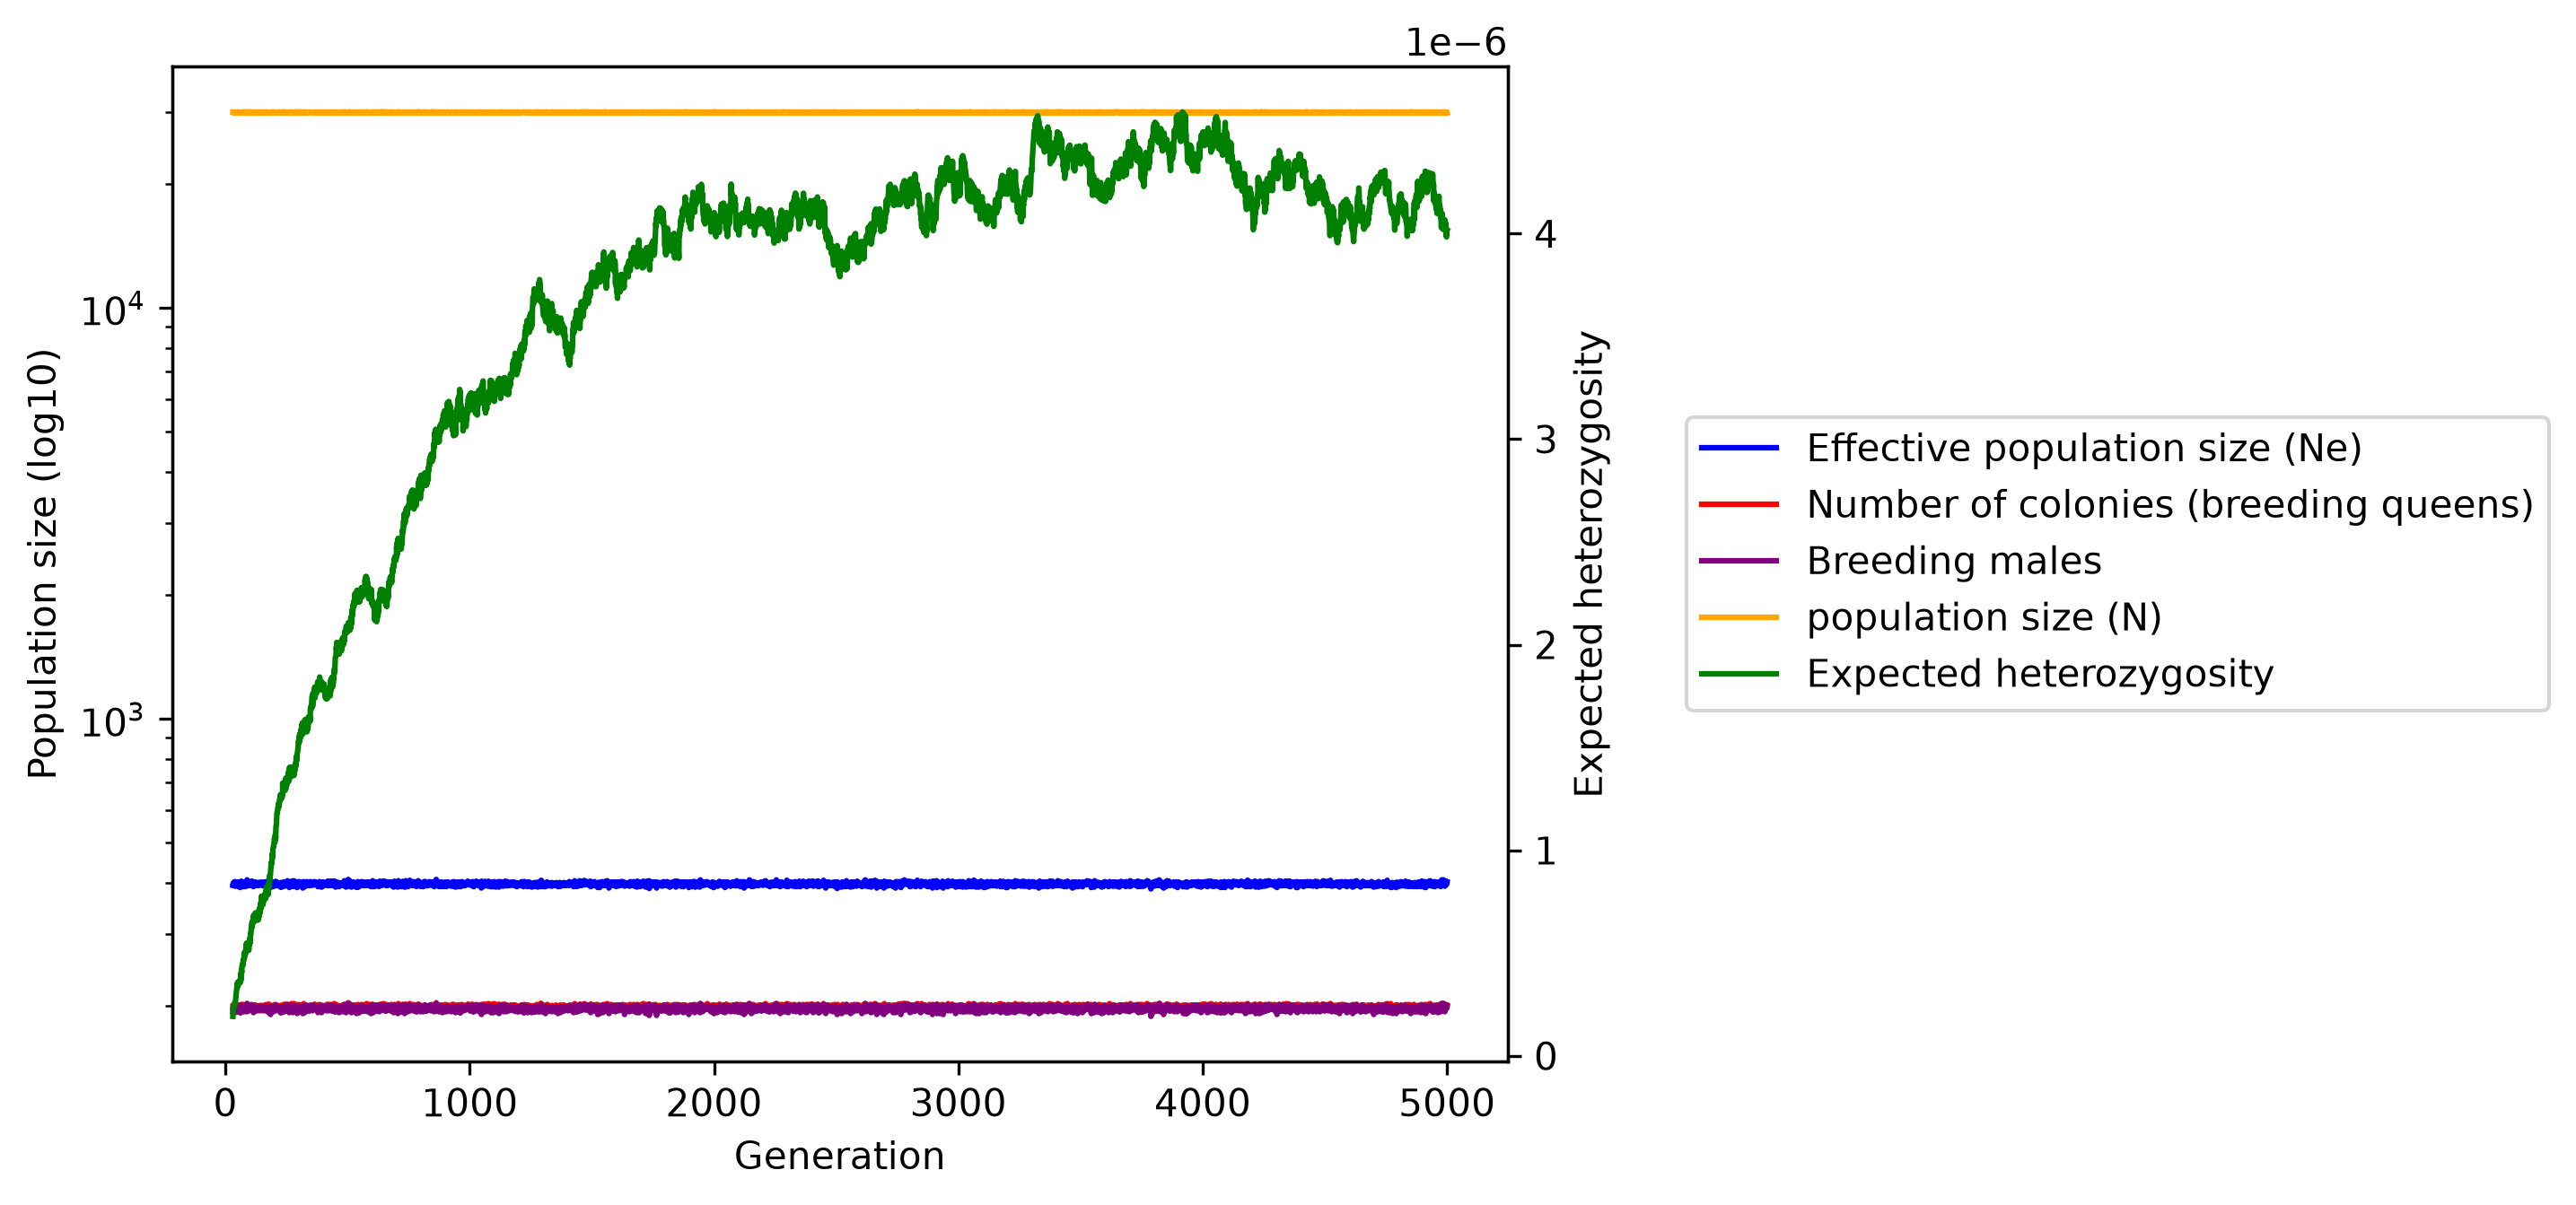 1e−6
Population size (log10)
10⁴
10³
4
3
2
1
0
Expected heterozygosity
0 1000 2000 3000 4000 5000
Generation
Effective population size (Ne)
Number of colonies (breeding queens)
Breeding males
population size (N)
Expected heterozygosity